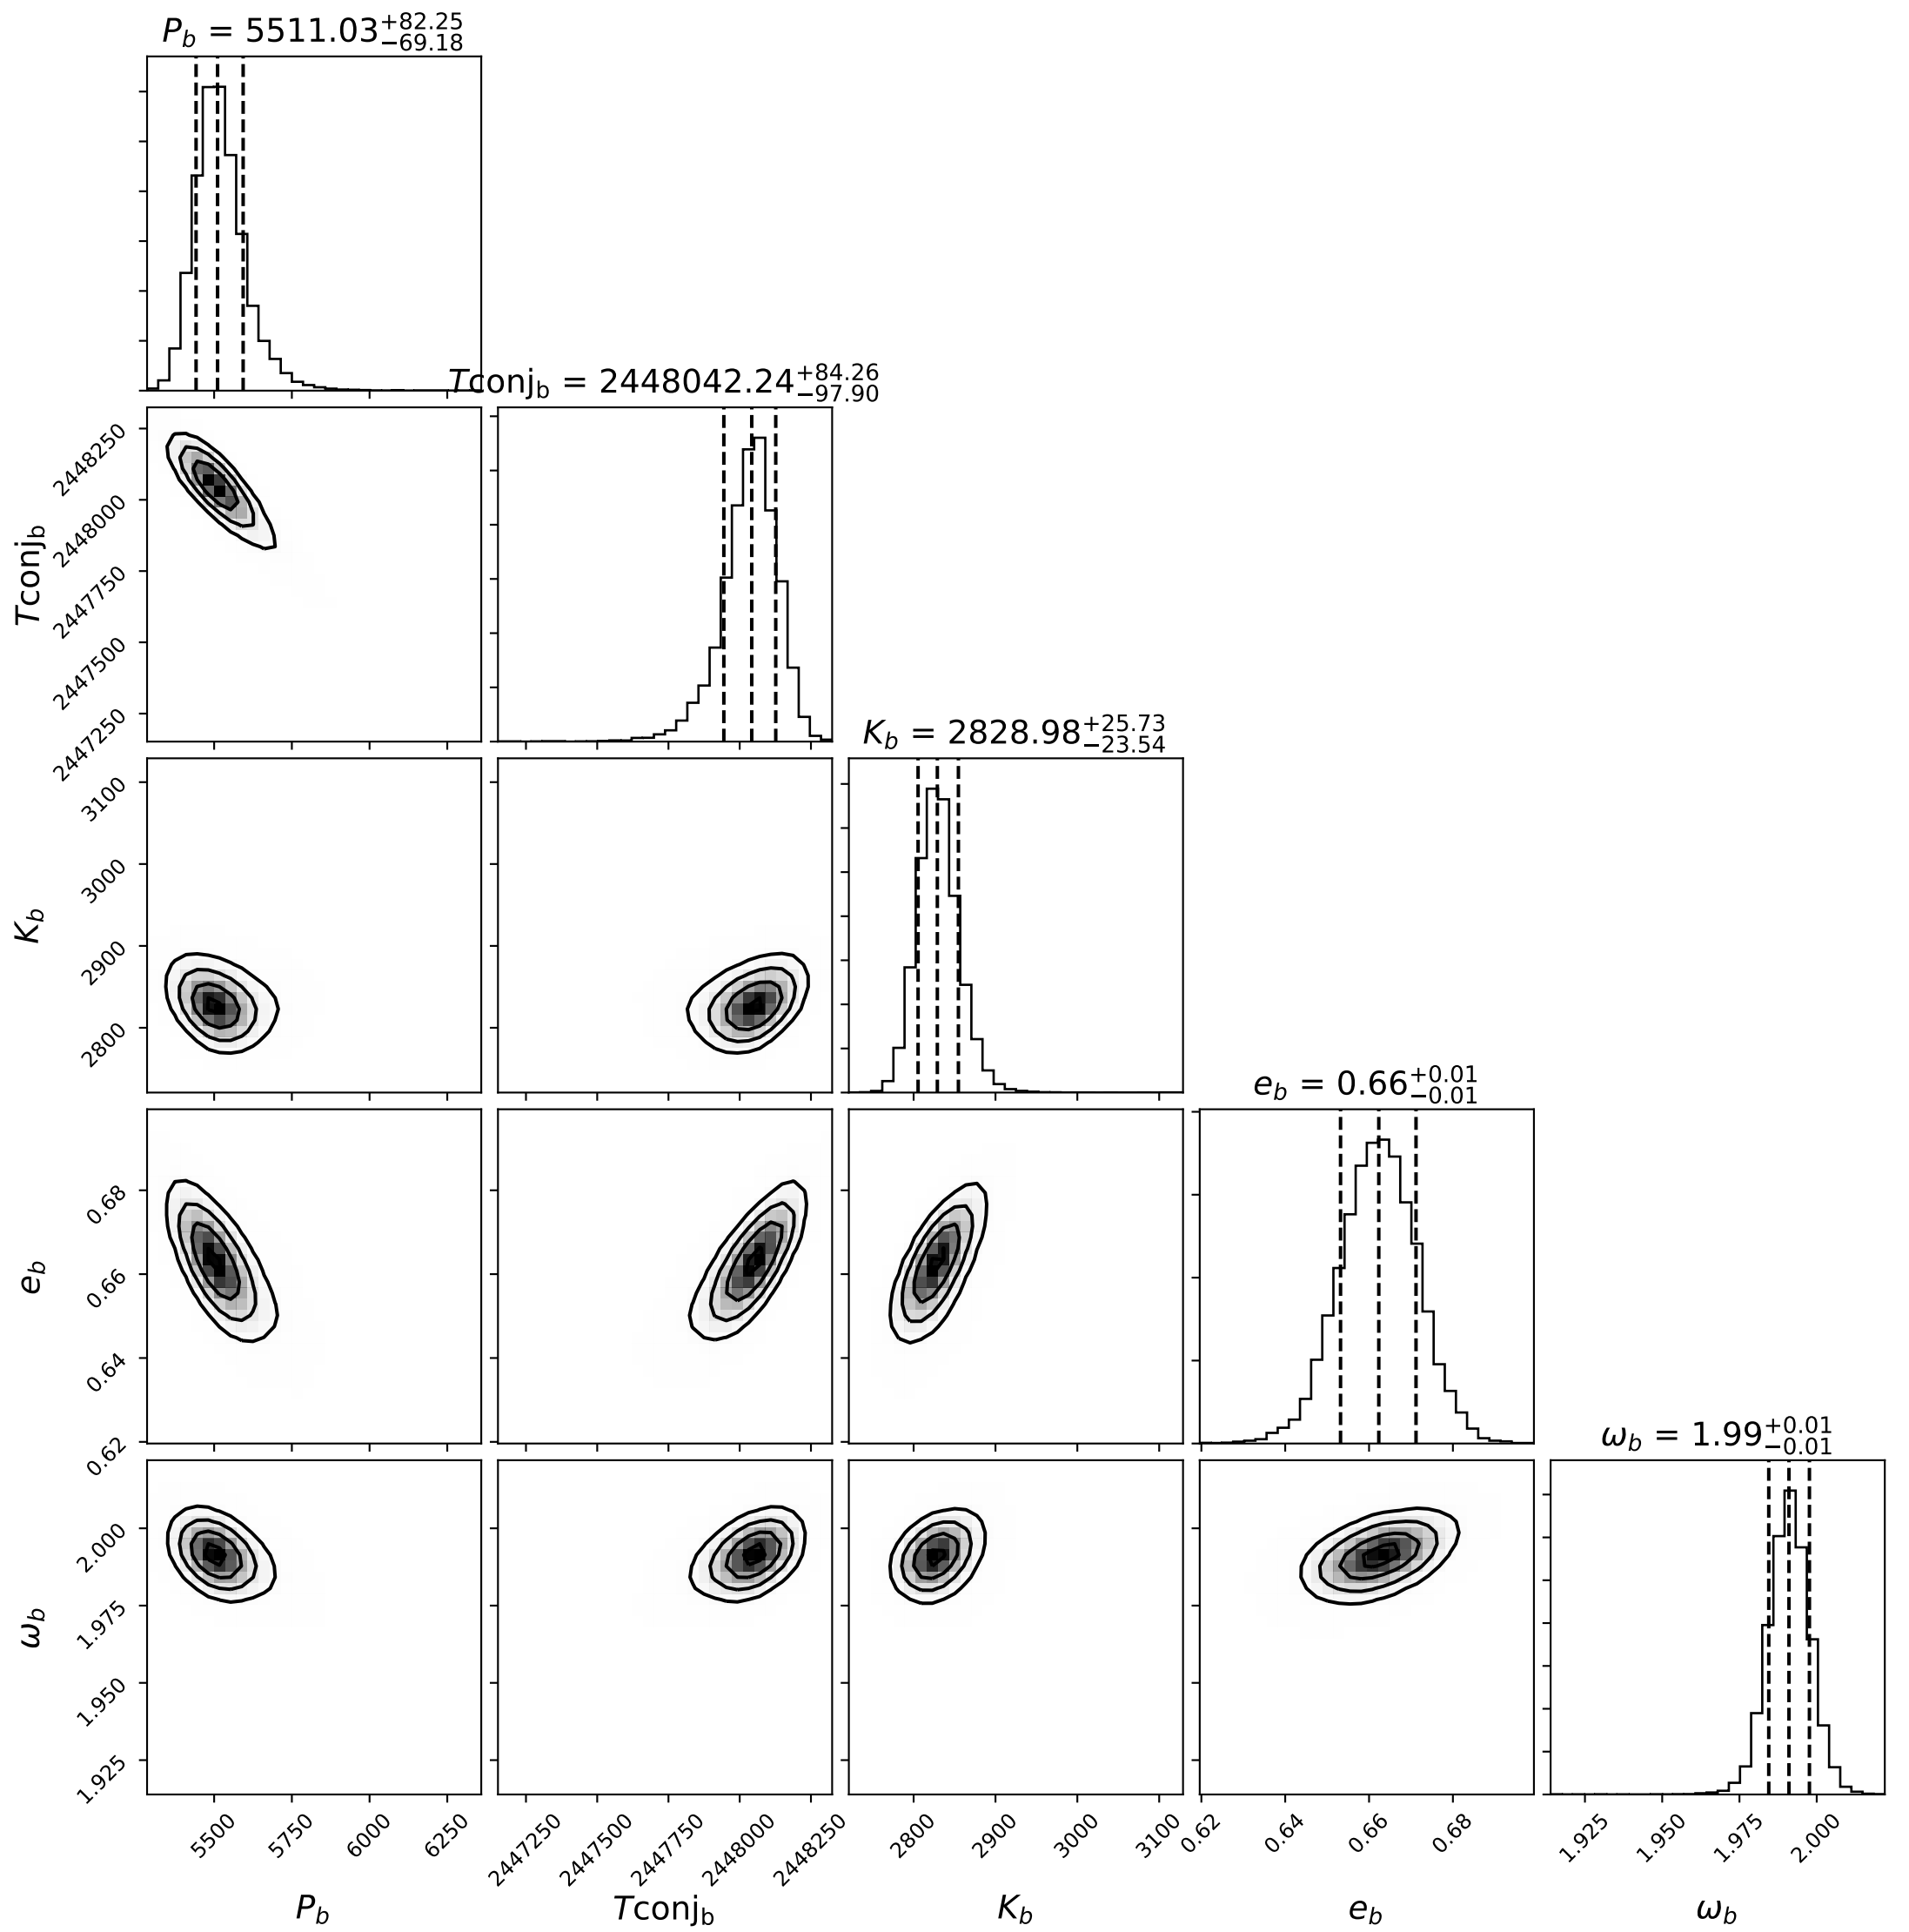 P_b = 5511.03^{+82.25}_{−69.18}
Tconj_b = 2448042.24^{+84.26}_{−97.90}
2448250
2448000
2447750
2447500
2447250
Tconj_b
K_b = 2828.98^{+25.73}_{−23.54}
3100
3000
2900
2800
K_b
e_b = 0.66^{+0.01}_{−0.01}
0.68
0.66
0.64
0.62
e_b
ω_b = 1.99^{+0.01}_{−0.01}
2.000
1.975
1.950
1.925
ω_b
5500 5750 6000 6250
2447250 2447500 2447750 2448000 2448250
2800 2900 3000 3100
0.62 0.64 0.66 0.68
1.925 1.950 1.975 2.000
P_b Tconj_b K_b e_b ω_b